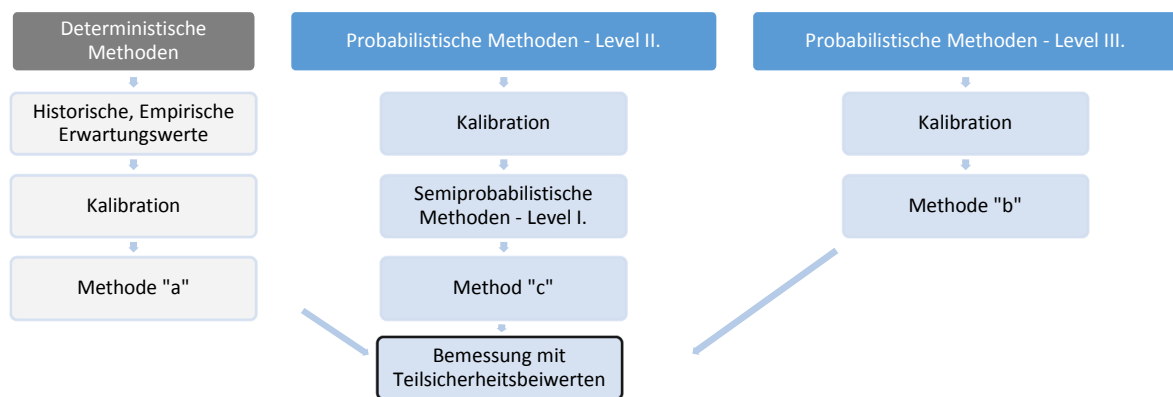 Deterministische
Methoden
Historische, Empirische
Erwartungswerte
Kalibration
Methode "a"
Probabilistische Methoden - Level II.
Kalibration
Semiprobabilistische
Methoden - Level I.
Method "c"
Bemessung mit
Teilsicherheitsbeiwerten
Probabilistische Methoden - Level III.
Kalibration
Methode "b"